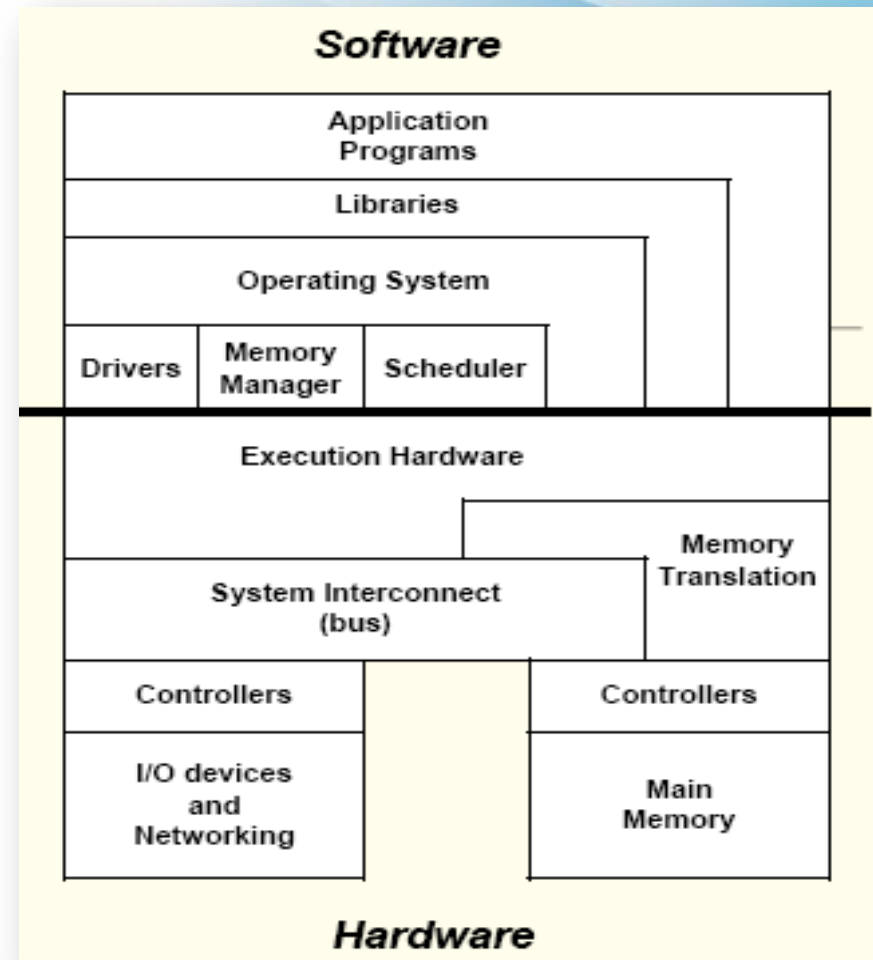 Software
Application
Programs
Libraries
Operating System
Drivers
Memory
Manager
Scheduler
Execution Hardware
Memory
Translation
System Interconnect
(bus)
Controllers
Controllers
I/O devices
and
Networking
Main
Memory
Hardware